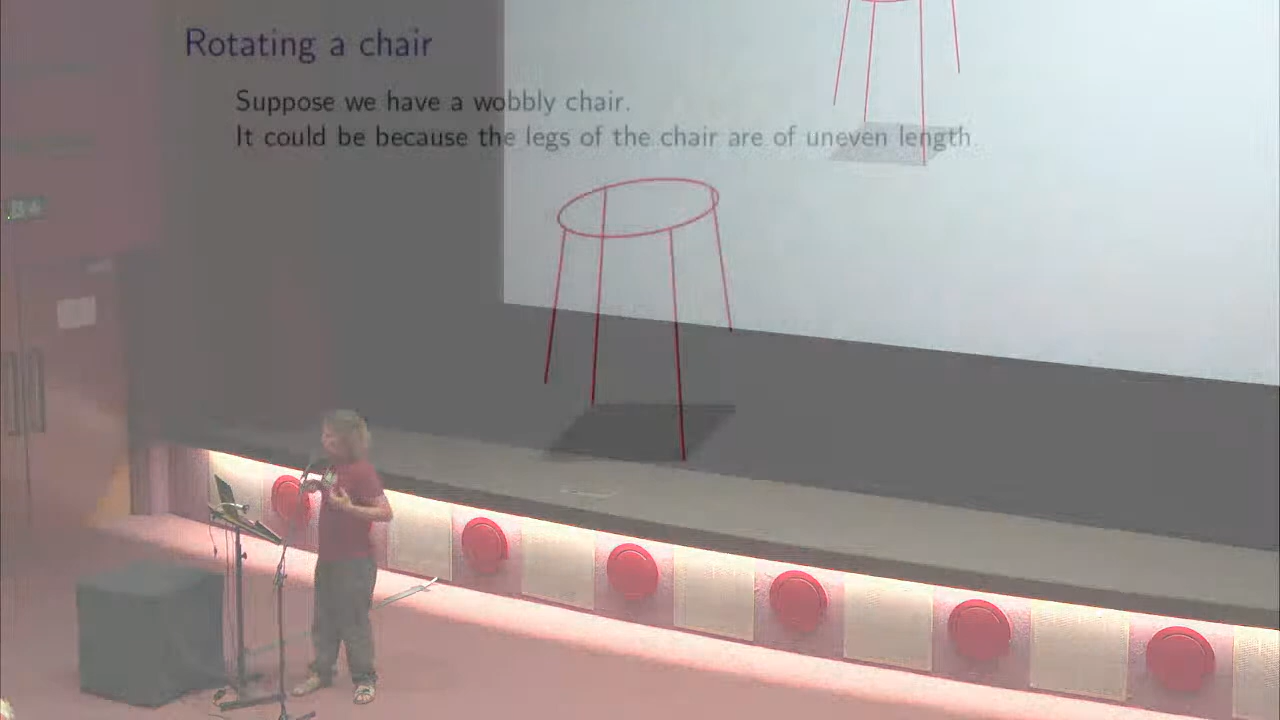 Rotating a chair
Suppose we have a wobbly chair.
It could be because the legs of the chair are of uneven length